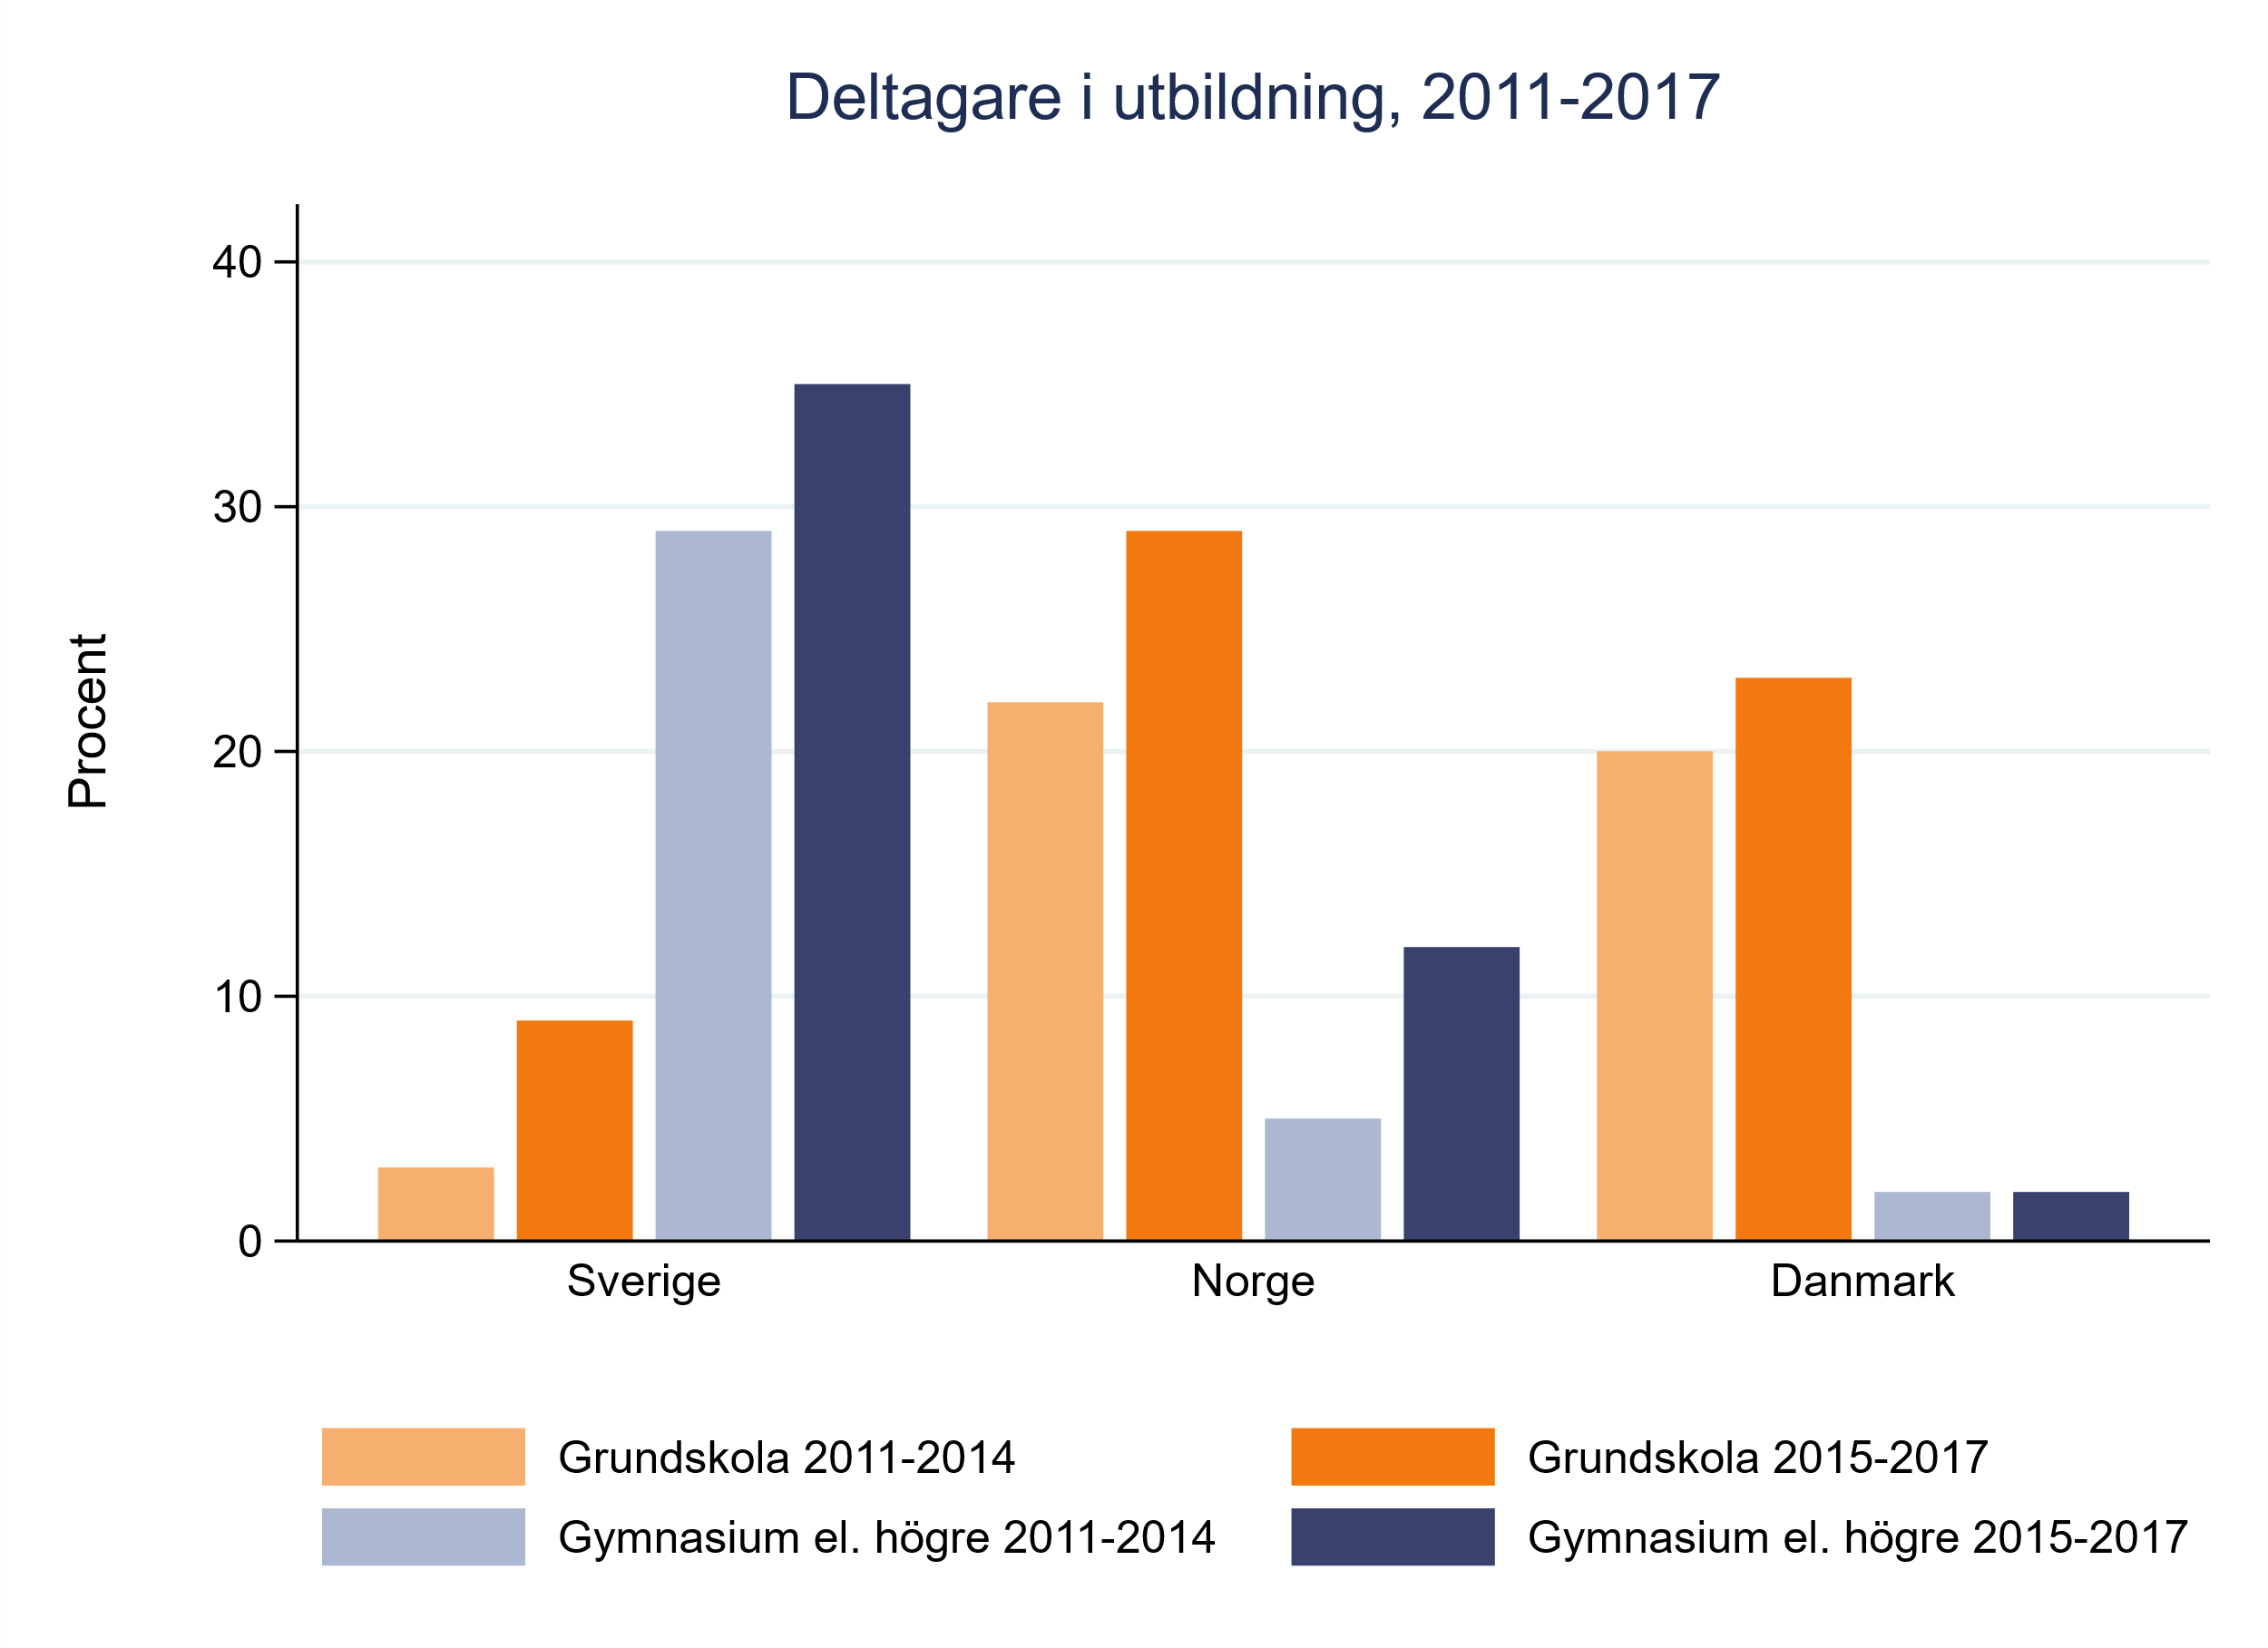 Deltagare i utbildning, 2011-2017
Procent
40
30
20
10
0
Sverige
Norge
Danmark
Grundskola 2011-2014
Grundskola 2015-2017
Gymnasium el. högre 2011-2014
Gymnasium el. högre 2015-2017